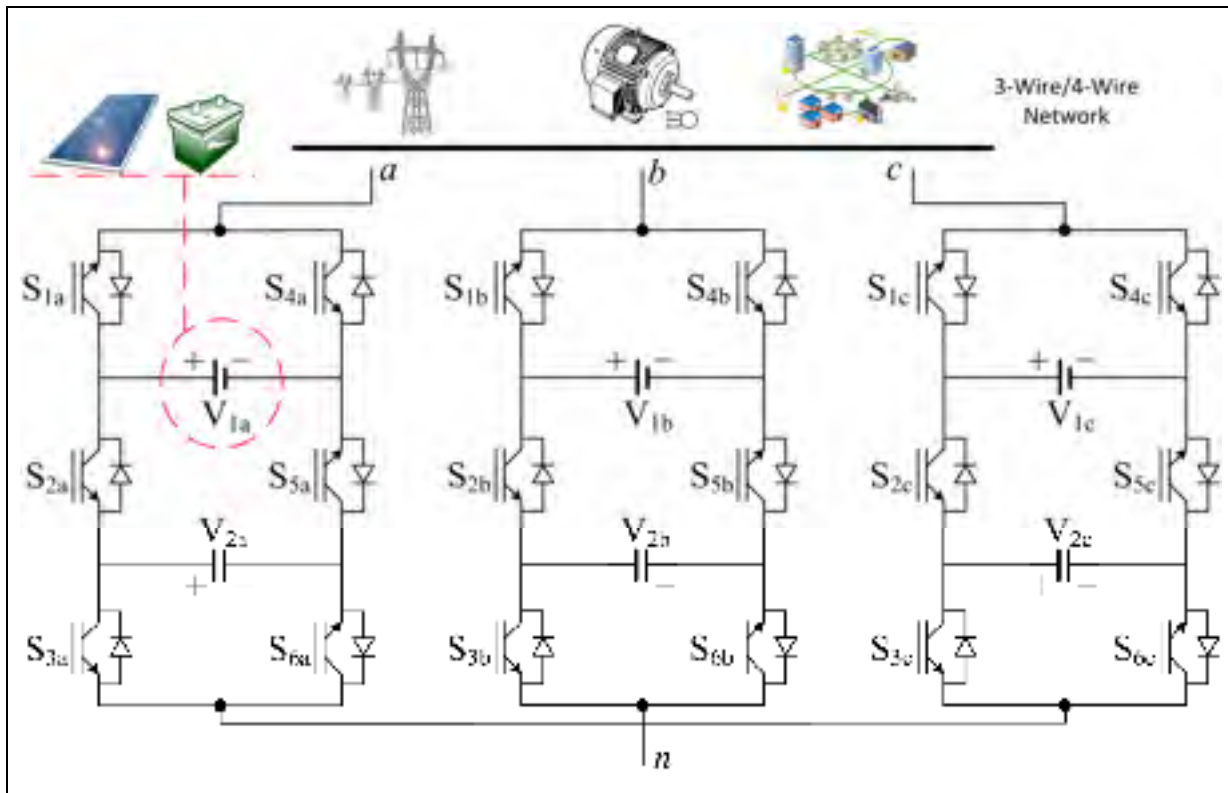 3-Wire/4-Wire
Network
a b c
S1a S4a S1b S4b S1c S4c
+ − + − + −
V1a V1b V1c
S2a S5a S2b S5b S2c S5c
V2a V2b V2c
+ − + −
S3a S6a S3b S6b S3c S6c
n